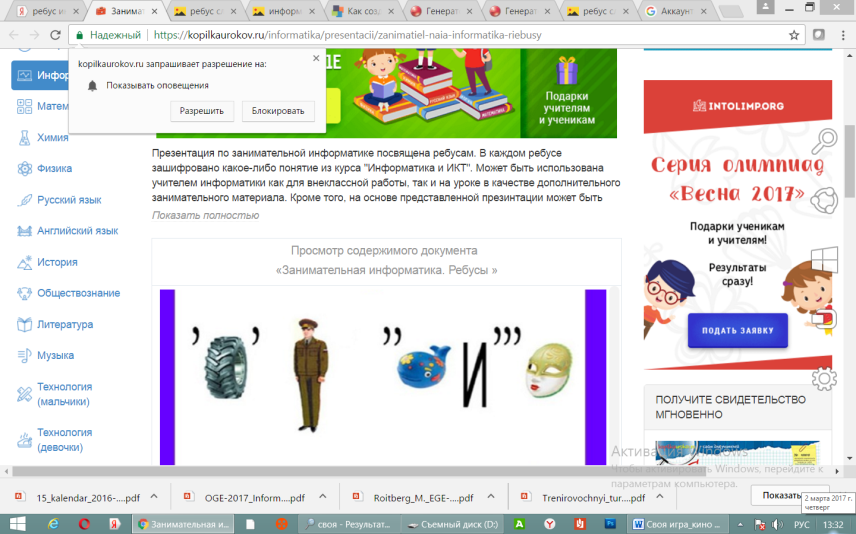 ребус и
Занимат
ребус с
информ
Как созд
Генерат
Генерат
ребус с
Аккаунт
Надежный
https://kopilkaurokov.ru/informatika/prezentacii/zanimatiel-naia-informatika-riebusy
kopilkaurokov.ru запрашивает разрешение на:
Показывать оповещения
Разрешить
Блокировать
Инфор
Матем
Химия
Физика
Русский язык
Английский язык
История
Обществознание
Литература
Музыка
Технология
(мальчики)
Технология
(девочки)
Подарки
учителям
и ученикам
Презентация по занимательной информатике посвящена ребусам. В каждом ребусе
зашифровано какое-либо понятие из курса "Информатика и ИКТ". Может быть использована
учителем информатики как для внеклассной работы, так и на уроке в качестве дополнительного
занимательного материала. Кроме того, на основе представленной презинтации может быть
Показать полностью
Просмотр содержимого документа
«Занимательная информатика. Ребусы »
’ ’ ’’ И ’’’
INTOLIMP.ORG
Серия олимпиад
«Весна 2017»
Подарки ученикам
и учителям!
Результаты
сразу!
ПОДАТЬ ЗАЯВКУ
ПОЛУЧИТЕ СВИДЕТЕЛЬСТВО
МГНОВЕННО
Активация Windows
Чтобы активировать Windows, перейдите к
параметрам компьютера.
15_kalendar_2016-....pdf
OGE-2017_Inform....pdf
Roitberg_M._EGE-....pdf
Trenirovochnyi_tur....pdf
Показать
2 марта 2017 г.
четверг
Занимательная и...
своя - Результат...
Съемный диск (D:)
Своя игра_кино ...
РУС
13:32